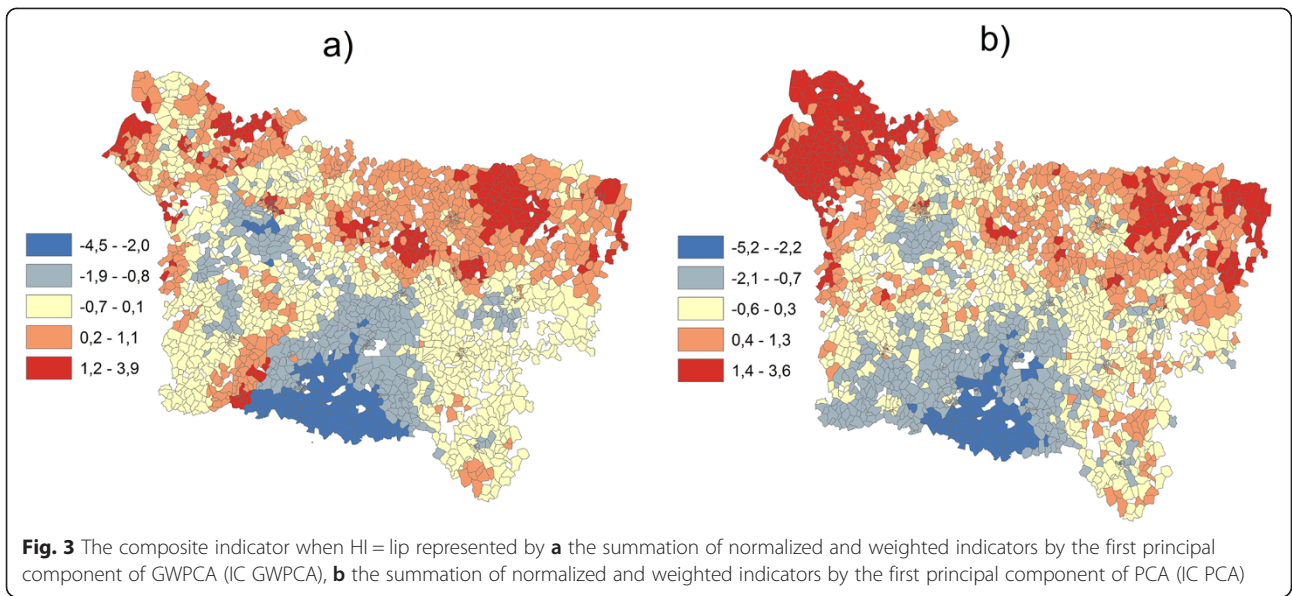 a)
b)
-4,5 - -2,0
-1,9 - -0,8
-0,7 - 0,1
0,2 - 1,1
1,2 - 3,9
-5,2 - -2,2
-2,1 - -0,7
-0,6 - 0,3
0,4 - 1,3
1,4 - 3,6
Fig. 3 The composite indicator when HI = lip represented by a the summation of normalized and weighted indicators by the first principal
component of GWPCA (IC GWPCA), b the summation of normalized and weighted indicators by the first principal component of PCA (IC PCA)